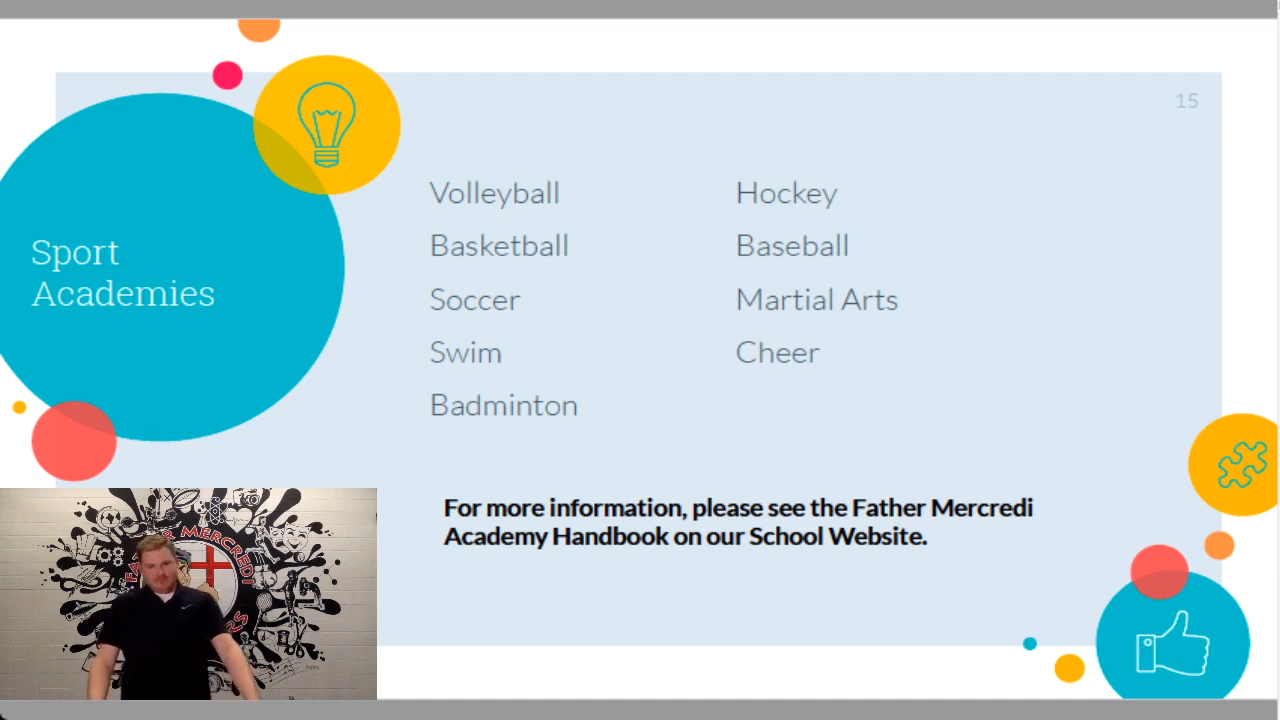 15
Sport
Academies
Volleyball
Basketball
Soccer
Swim
Badminton
Hockey
Baseball
Martial Arts
Cheer
For more information, please see the Father Mercredi
Academy Handbook on our School Website.
MERCREDI